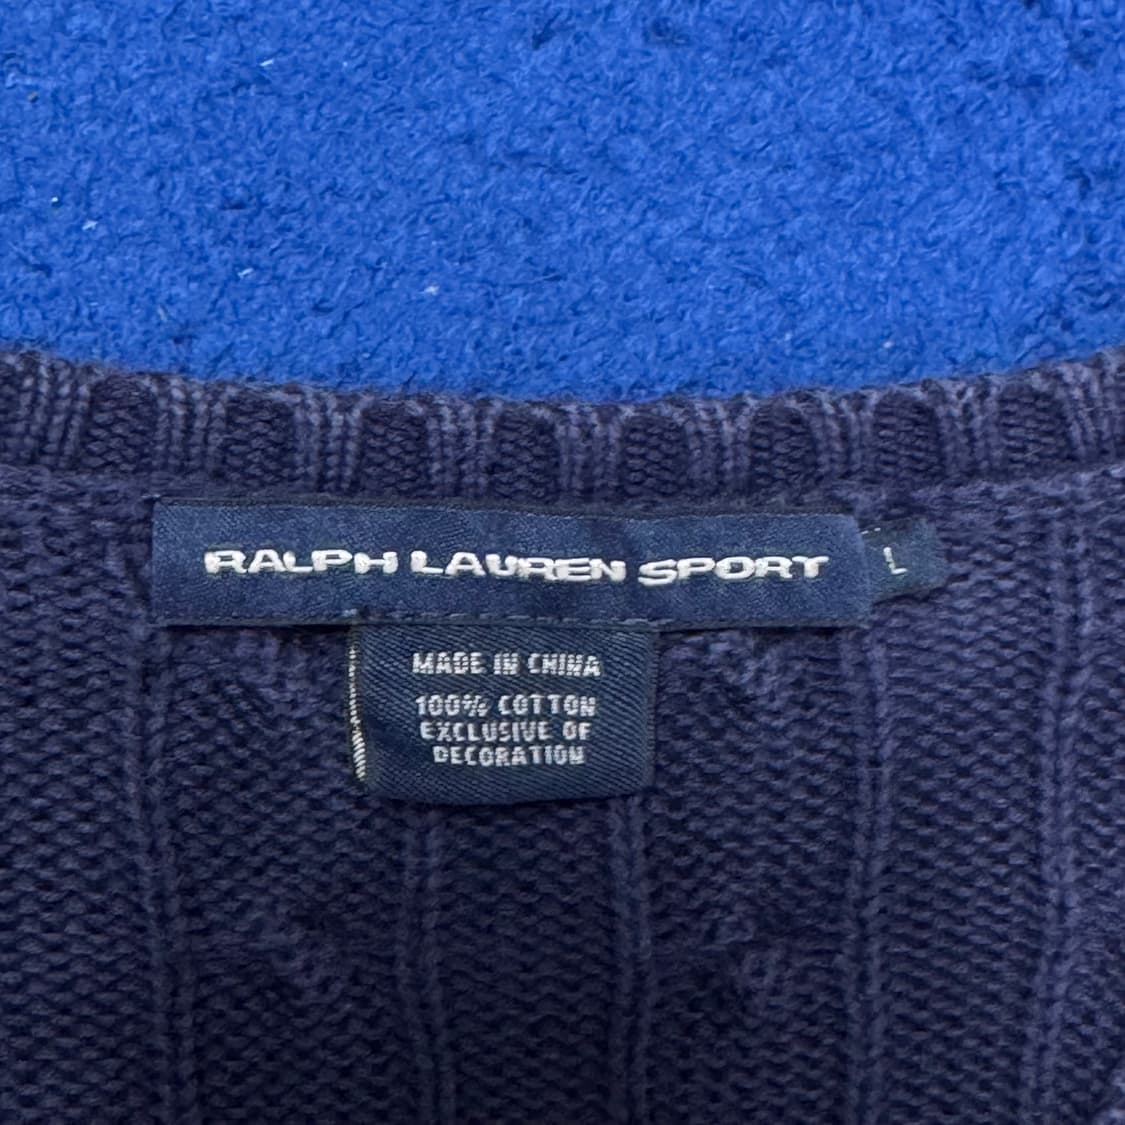 RALPH LAUREN SPORT
L
MADE IN CHINA
100% COTTON
EXCLUSIVE OF
DECORATION